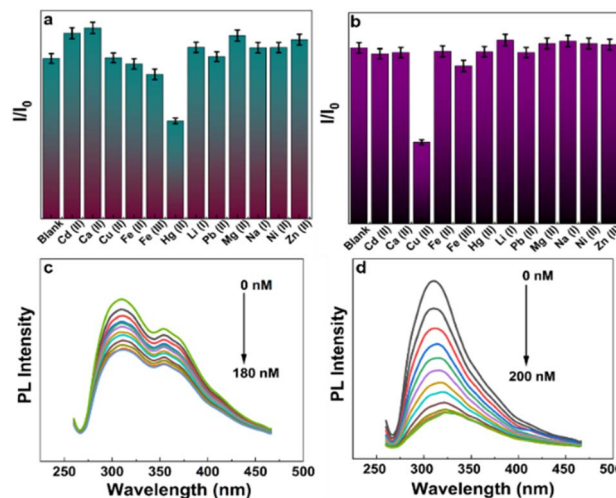 a
I/I0
Blank
Cd (II)
Ca (II)
Cu (II)
Fe (II)
Fe (III)
Hg (II)
Li (I)
Pb (II)
Mg (II)
Na (I)
Ni (II)
Zn (II)
b
I/I0
Blank
Cd (II)
Ca (II)
Cu (II)
Fe (II)
Fe (III)
Hg (II)
Li (I)
Pb (II)
Mg (II)
Na (I)
Ni (II)
Zn (II)
c
0 nM
180 nM
PL Intensity
250 300 350 400 450 500
Wavelength (nm)
d
0 nM
200 nM
PL Intensity
250 300 350 400 450 500
Wavelength (nm)